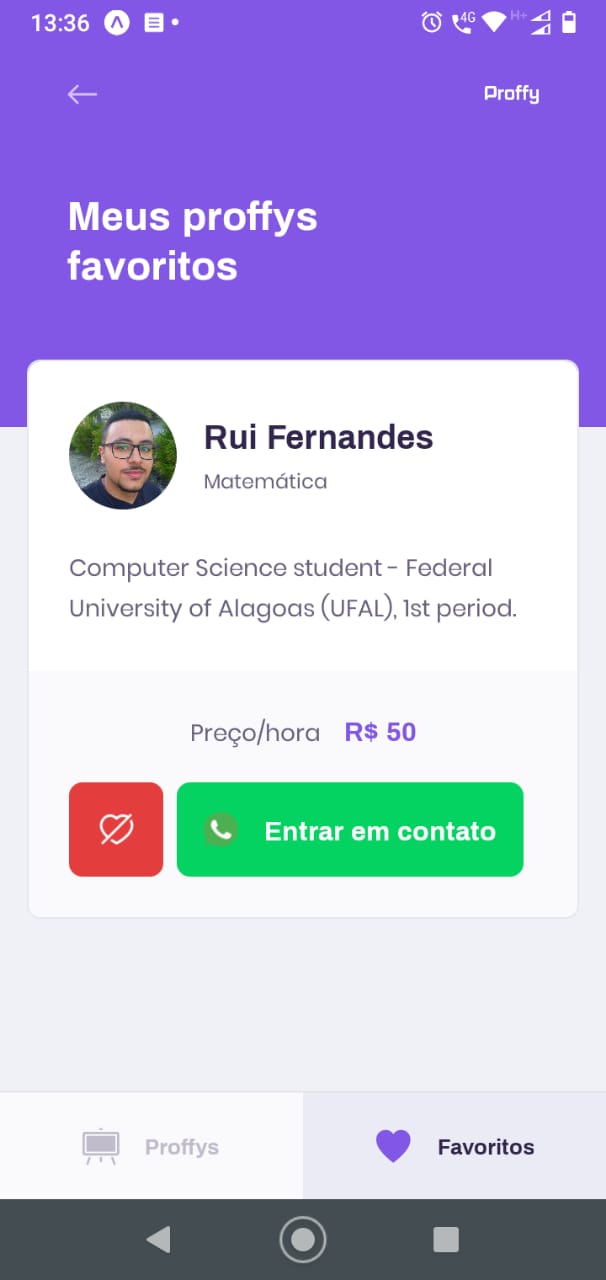 13:36
4G
H+
Proffy
Meus proffys
favoritos
Rui Fernandes
Matemática
Computer Science student - Federal
University of Alagoas (UFAL), 1st period.
Preço/hora R$ 50
Entrar em contato
Proffys
Favoritos